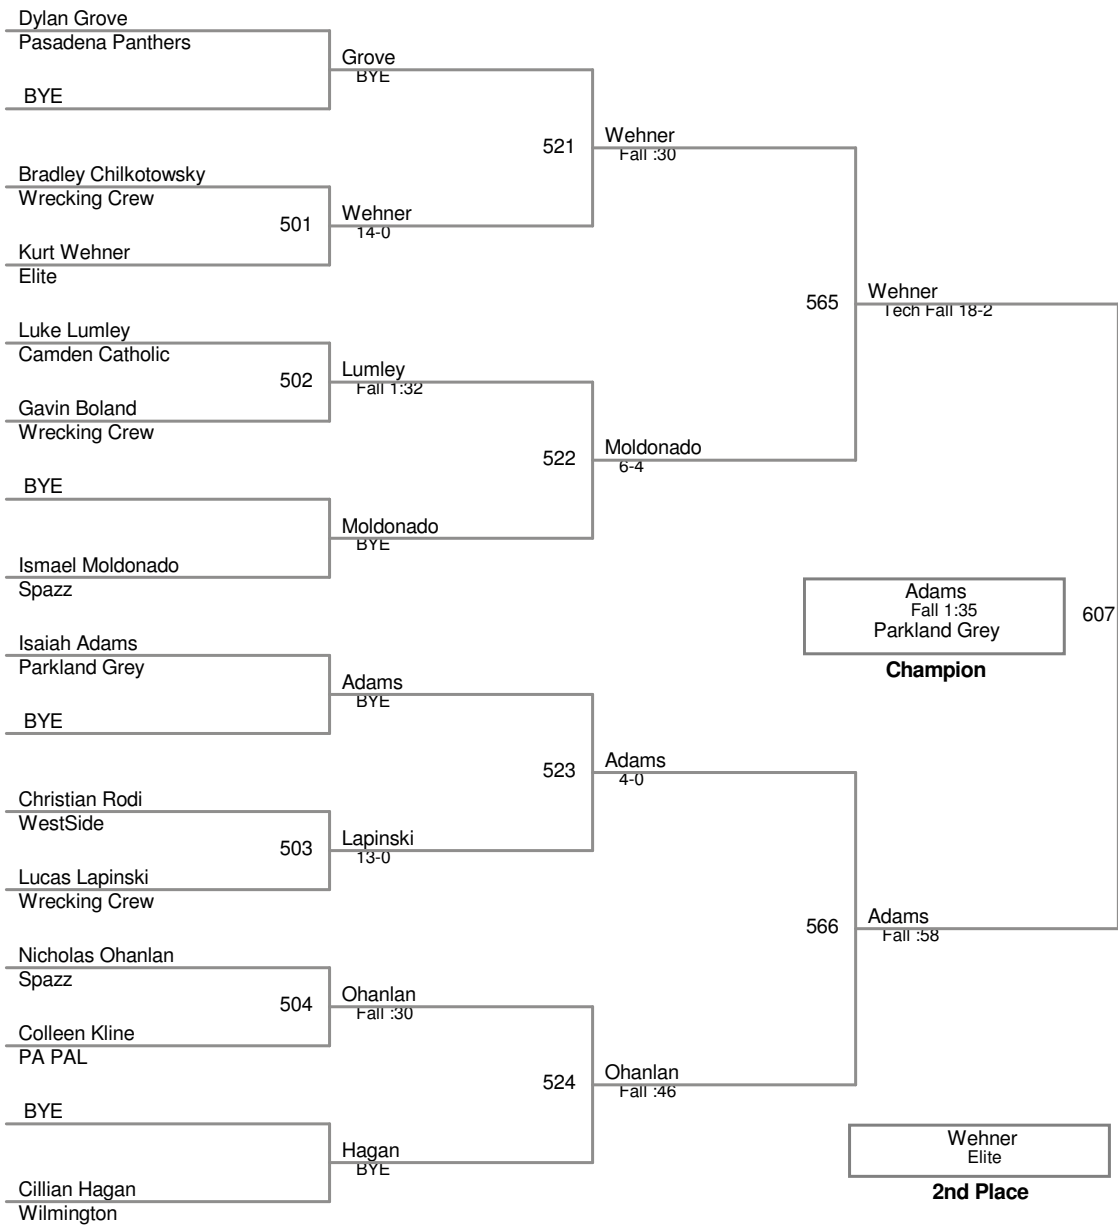 Dylan Grove
Pasadena Panthers
Grove
BYE
BYE
521
Wehner
Fall :30
Bradley Chilkotowsky
Wrecking Crew
501
Wehner
14-0
Kurt Wehner
Elite
565
Wehner
Tech Fall 18-2
Luke Lumley
Camden Catholic
502
Lumley
Fall 1:32
Gavin Boland
Wrecking Crew
522
Moldonado
6-4
BYE
Moldonado
BYE
Ismael Moldonado
Spazz
Adams
Fall 1:35
Parkland Grey
607
Champion
Isaiah Adams
Parkland Grey
Adams
BYE
BYE
523
Adams
4-0
Christian Rodi
WestSide
503
Lapinski
13-0
Lucas Lapinski
Wrecking Crew
566
Adams
Fall :58
Nicholas Ohanlan
Spazz
504
Ohanlan
Fall :30
Colleen Kline
PA PAL
524
Ohanlan
Fall :46
BYE
Hagan
BYE
Cillian Hagan
Wilmington
Wehner
Elite
2nd Place